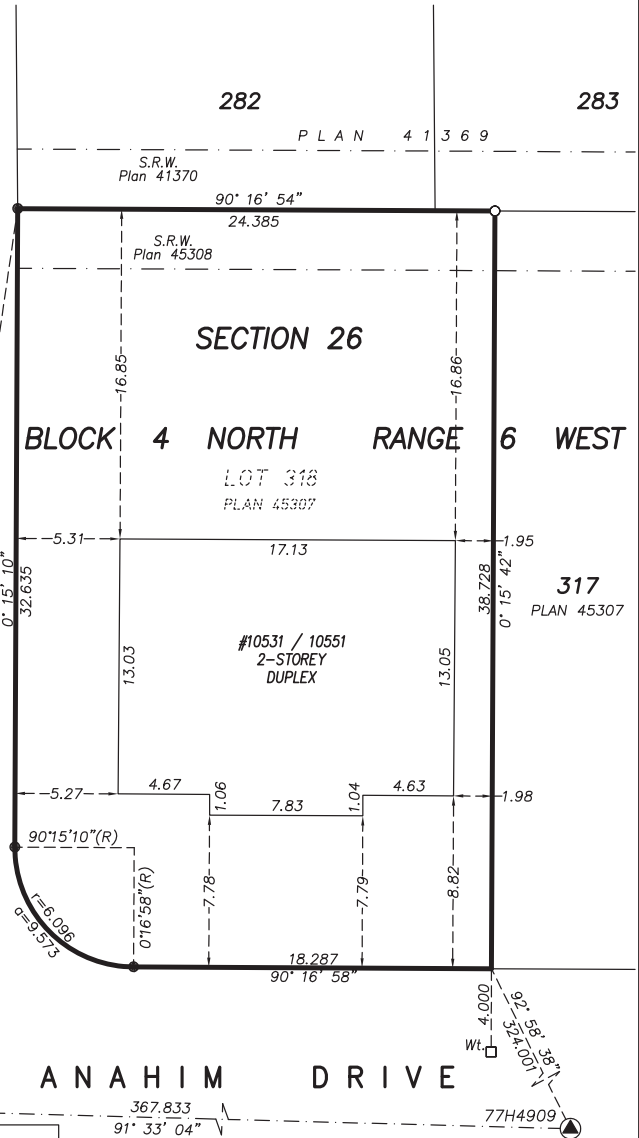 282
283
PLAN 41369
S.R.W.
Plan 41370
90° 16' 54"
24.385
S.R.W.
Plan 45308
SECTION 26
16.85
16.86
BLOCK 4 NORTH RANGE 6 WEST
LOT 318
PLAN 45307
5.31
17.13
1.95
0° 15' 10"
32.635
38.728
0° 15' 42"
317
PLAN 45307
#10531 / 10551
2-STOREY
DUPLEX
13.03
13.05
5.27
4.67
1.06
7.83
1.04
4.63
1.98
90°15'10"(R)
0°16'58"(R)
r=6.096
a=9.573
7.78
7.79
8.82
18.287
90° 16' 58"
4.000
92° 58' 38"
324.001
Wt.
ANAHIM DRIVE
367.833
91° 33' 04"
77H4909